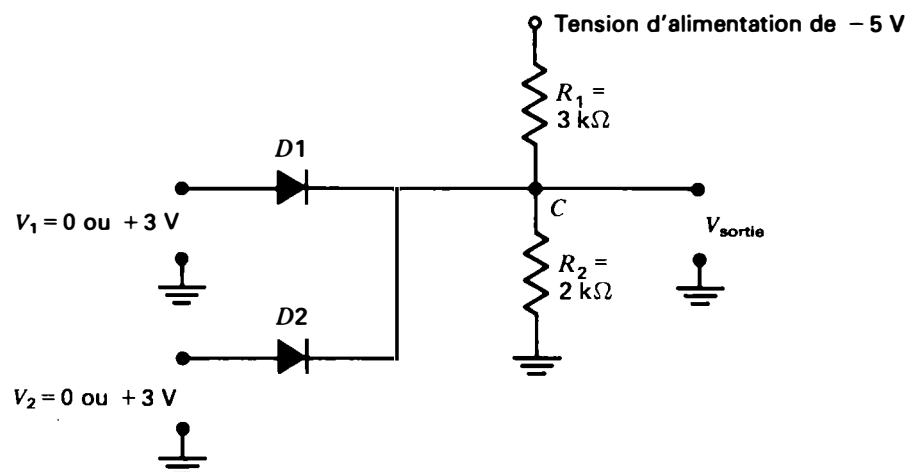 Tension d'alimentation de − 5 V
R1 =
3 kΩ
D1
V1 = 0 ou + 3 V
C
Vsortie
R2 =
2 kΩ
D2
V2 = 0 ou + 3 V